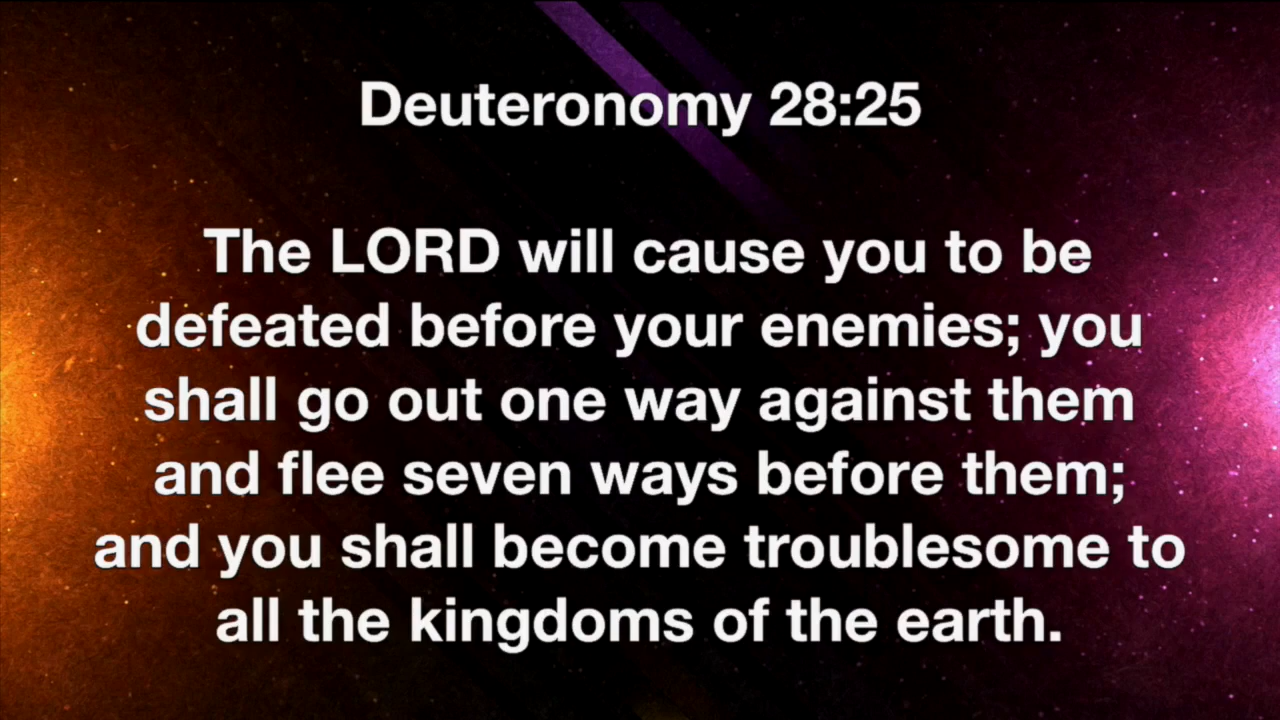 Deuteronomy 28:25
The LORD will cause you to be
defeated before your enemies; you
shall go out one way against them
and flee seven ways before them;
and you shall become troublesome to
all the kingdoms of the earth.